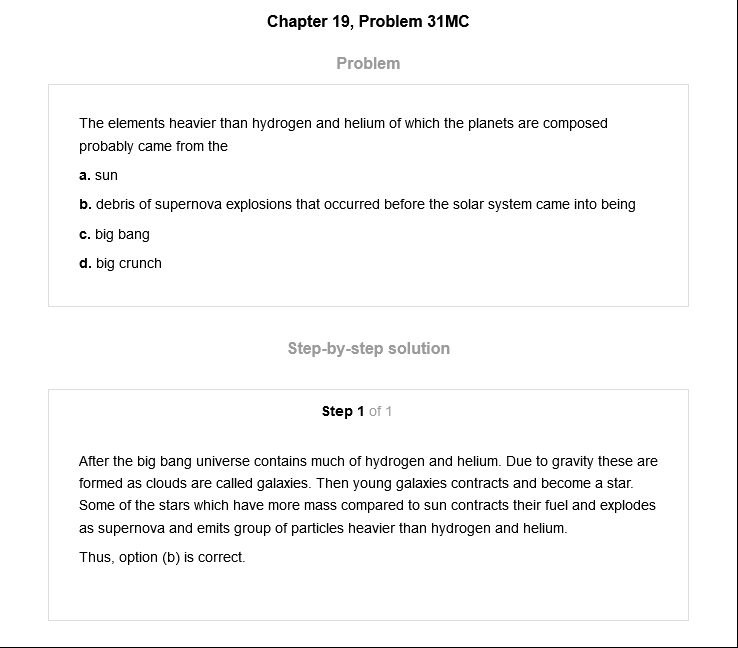 Chapter 19, Problem 31MC
Problem
The elements heavier than hydrogen and helium of which the planets are composed
probably came from the
a. sun
b. debris of supernova explosions that occurred before the solar system came into being
c. big bang
d. big crunch
Step-by-step solution
Step 1 of 1
After the big bang universe contains much of hydrogen and helium. Due to gravity these are
formed as clouds are called galaxies. Then young galaxies contracts and become a star.
Some of the stars which have more mass compared to sun contracts their fuel and explodes
as supernova and emits group of particles heavier than hydrogen and helium.
Thus, option (b) is correct.